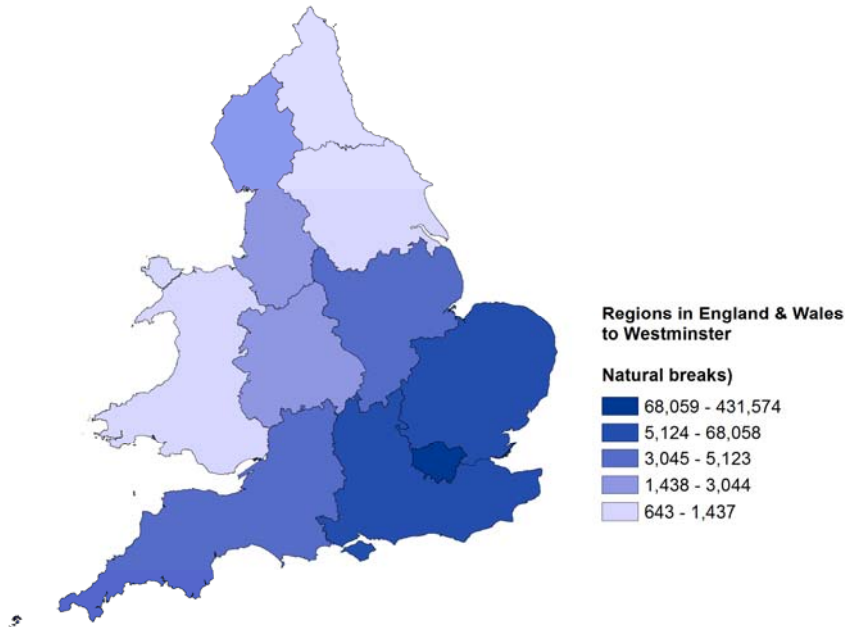 Regions in England & Wales
to Westminster
Natural breaks)
68,059 - 431,574
5,124 - 68,058
3,045 - 5,123
1,438 - 3,044
643 - 1,437